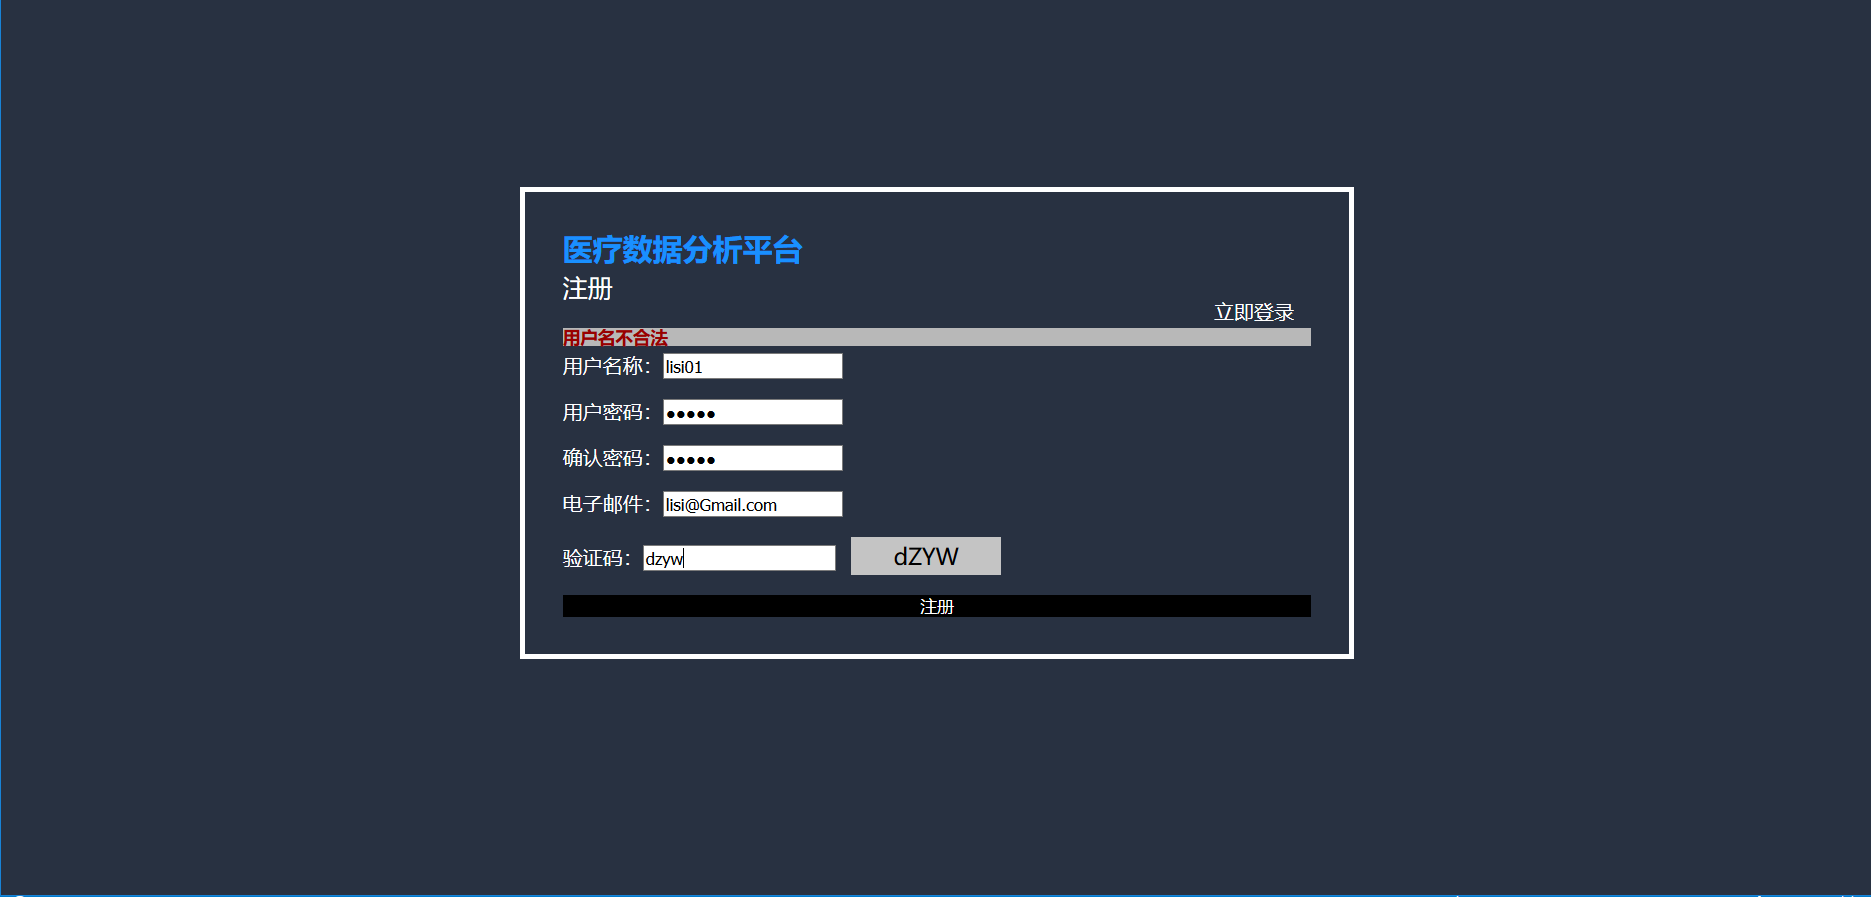 医疗数据分析平台
注册
立即登录
用户名不合法
用户名称： lisi01
用户密码： •••••
确认密码： •••••
电子邮件： lisi@Gmail.com
验证码： dzyw dZYW
注册